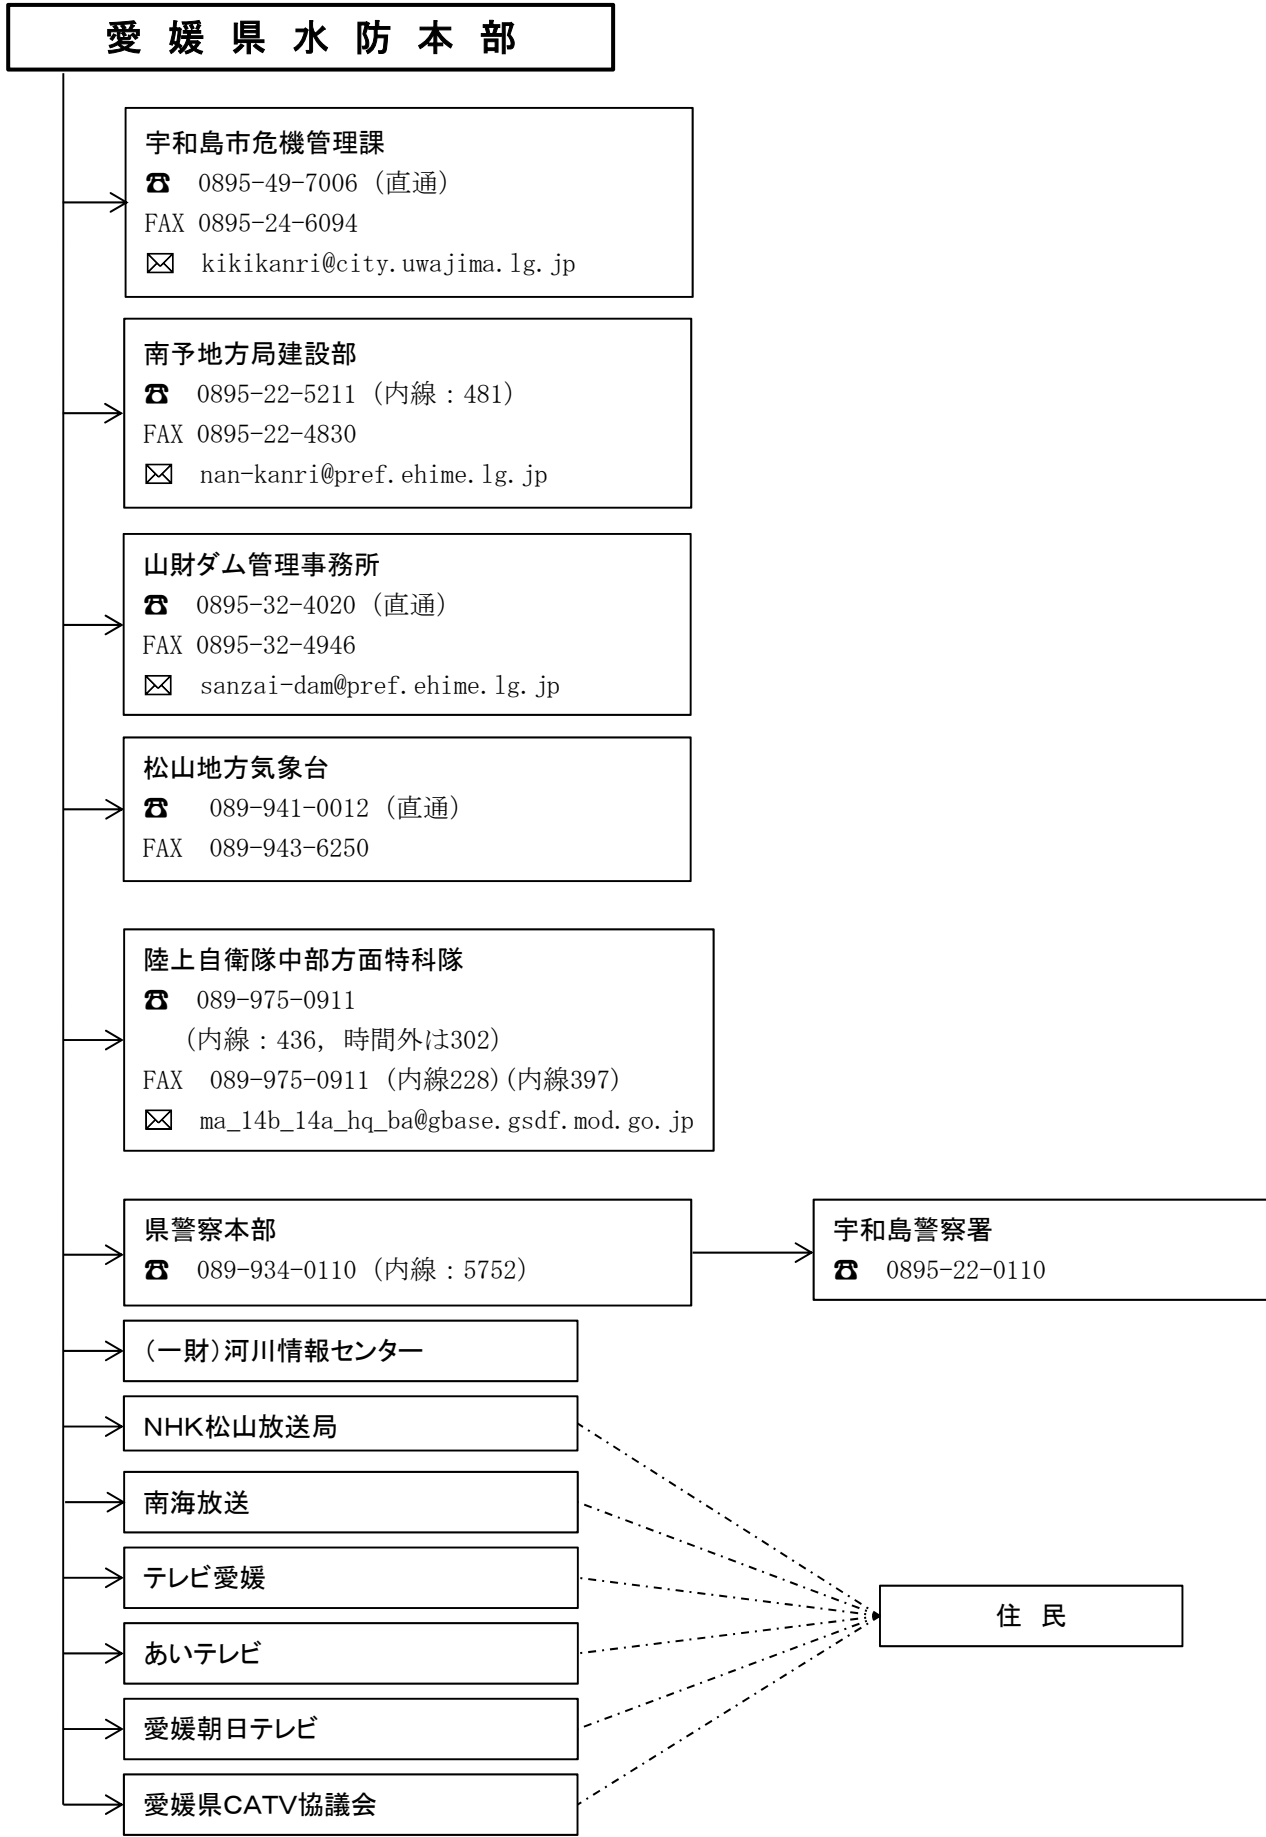 愛媛県水防本部
宇和島市危機管理課
☎ 0895-49-7006 (直通)
FAX 0895-24-6094
✉ kikikanri@city.uwajima.lg.jp
南予地方局建設部
☎ 0895-22-5211 (内線：481)
FAX 0895-22-4830
✉ nan-kanri@pref.ehime.lg.jp
山財ダム管理事務所
☎ 0895-32-4020 (直通)
FAX 0895-32-4946
✉ sanzai-dam@pref.ehime.lg.jp
松山地方気象台
☎ 089-941-0012 (直通)
FAX 089-943-6250
陸上自衛隊中部方面特科隊
☎ 089-975-0911
(内線：436, 時間外は302)
FAX 089-975-0911 (内線228)(内線397)
✉ ma_14b_14a_hq_ba@gbase.gsdf.mod.go.jp
県警察本部
☎ 089-934-0110 (内線：5752)
宇和島警察署
☎ 0895-22-0110
（一財）河川情報センター
NHK松山放送局
南海放送
テレビ愛媛
あいテレビ
愛媛朝日テレビ
愛媛県CATV協議会
住 民